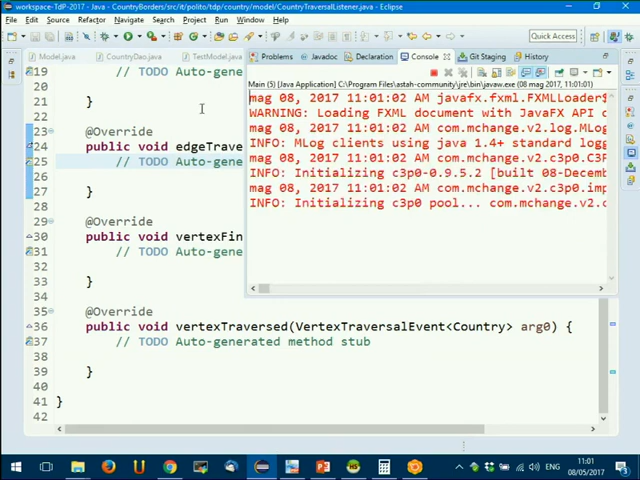 workspace-TdP-2017 - Java - CountryBorders/src/it/polito/tdp/country/model/CountryTraversalListener.java - Eclipse
File Edit Source Refactor Navigate Search Project Run Window Help
Quick Access
Model.java CountryDao.java TestModel.java
Problems Javadoc Declaration Console Git Staging History
Main (5) [Java Application] C:\Program Files\astah-community\jre\bin\javaw.exe (08 mag 2017, 11:01:01)
mag 08, 2017 11:01:02 AM javafx.fxml.FXMLLoader$
WARNING: Loading FXML document with JavaFX API o
mag 08, 2017 11:01:02 AM com.mchange.v2.log.MLog
INFO: MLog clients using java 1.4+ standard logg
mag 08, 2017 11:01:02 AM com.mchange.v2.c3p0.C3P
INFO: Initializing c3p0-0.9.5.2 [built 08-Decemb
mag 08, 2017 11:01:02 AM com.mchange.v2.c3p0.imp
INFO: Initializing c3p0 pool... com.mchange.v2.c
19 // TODO Auto-gene
20
21 }
22
23 @Override
24 public void edgeTrave
25 // TODO Auto-gene
26
27 }
28
29 @Override
30 public void vertexFin
31 // TODO Auto-gene
32
33 }
34
35 @Override
36 public void vertexTraversed(VertexTraversalEvent<Country> arg0) {
37 // TODO Auto-generated method stub
38
39 }
40
41 }
42
ENG
11:01
08/05/2017